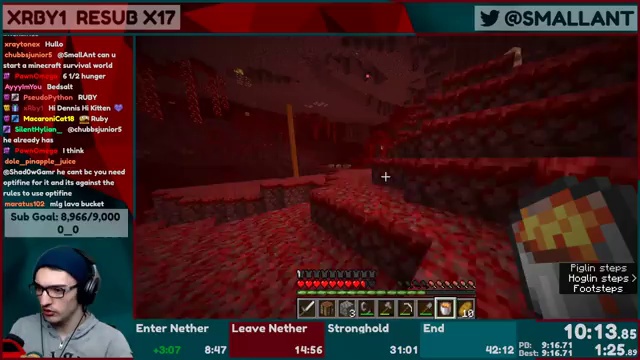 XRBY1 RESUB X17
@SMALLANT
xraytonex Hullo
chubbsjunior5 @SmallAnt can u
start a minecraft survival world
PawnOmega 6 1/2 hunger
AyyyImYou Bedsalt
PseudoPython RUBY
xRby1 Hi Dennis Hi Kitten
MacaroniCat18 Ruby
SilentHylian_ @chubbsjunior5
he already has
PawnOmega I think
dole_pinapple_juice
@Shad0wGamr he cant bc you need
optifine for it and its against the
rules to use optifine
maratus102 mlg lava bucket
Sub Goal: 8,966/9,000
0_0
Piglin steps
Hoglin steps >
Footsteps
3
10
Enter Nether
+3:07 8:47
Leave Nether
14:56
Stronghold
31:01
End
42:12
10:13.85
PB: 9:16.71
Best: 9:16.71
1:25.89